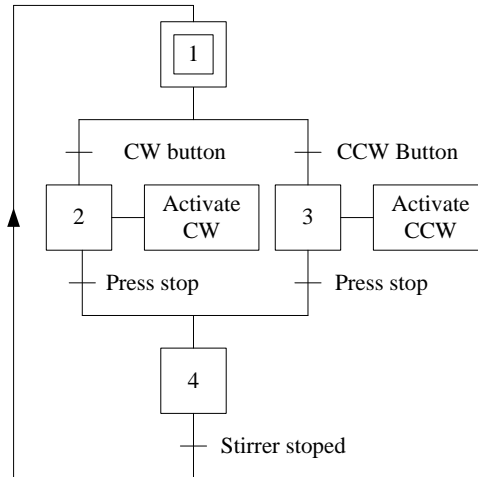 1
CW button
CCW Button
2
Activate
CW
3
Activate
CCW
Press stop
Press stop
4
Stirrer stoped